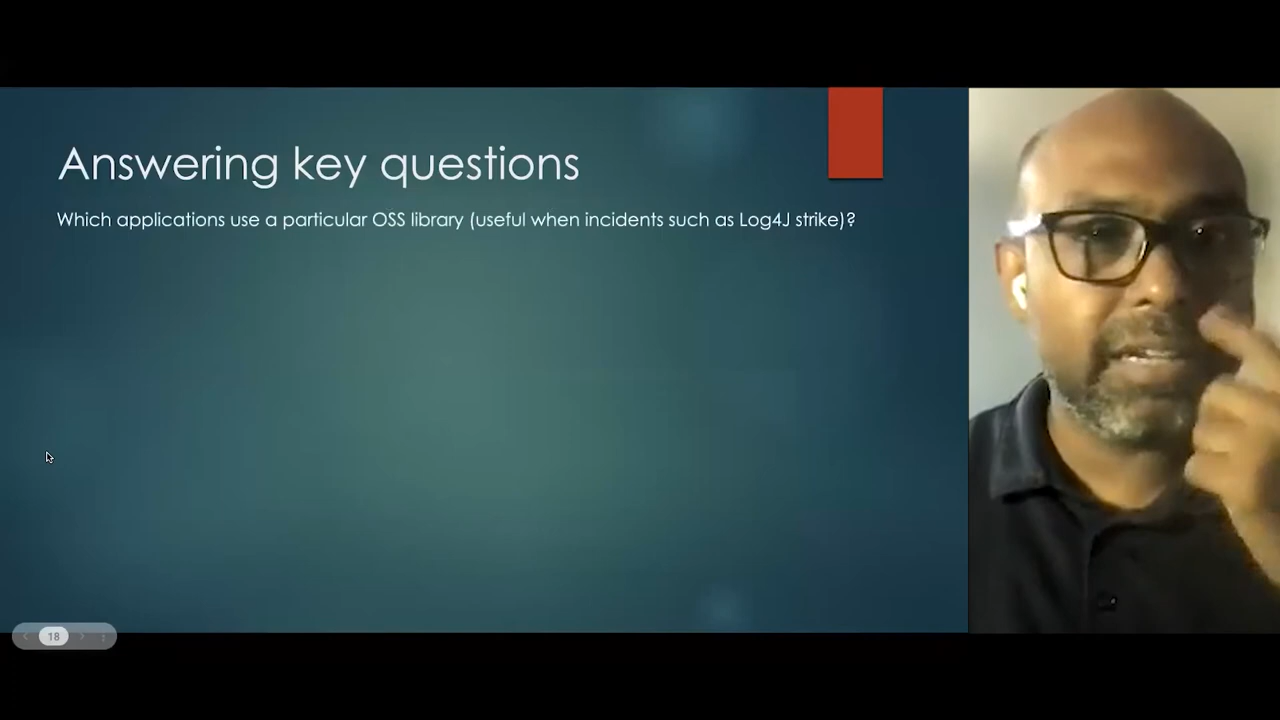 Answering key questions
Which applications use a particular OSS library (useful when incidents such as Log4J strike)?
18